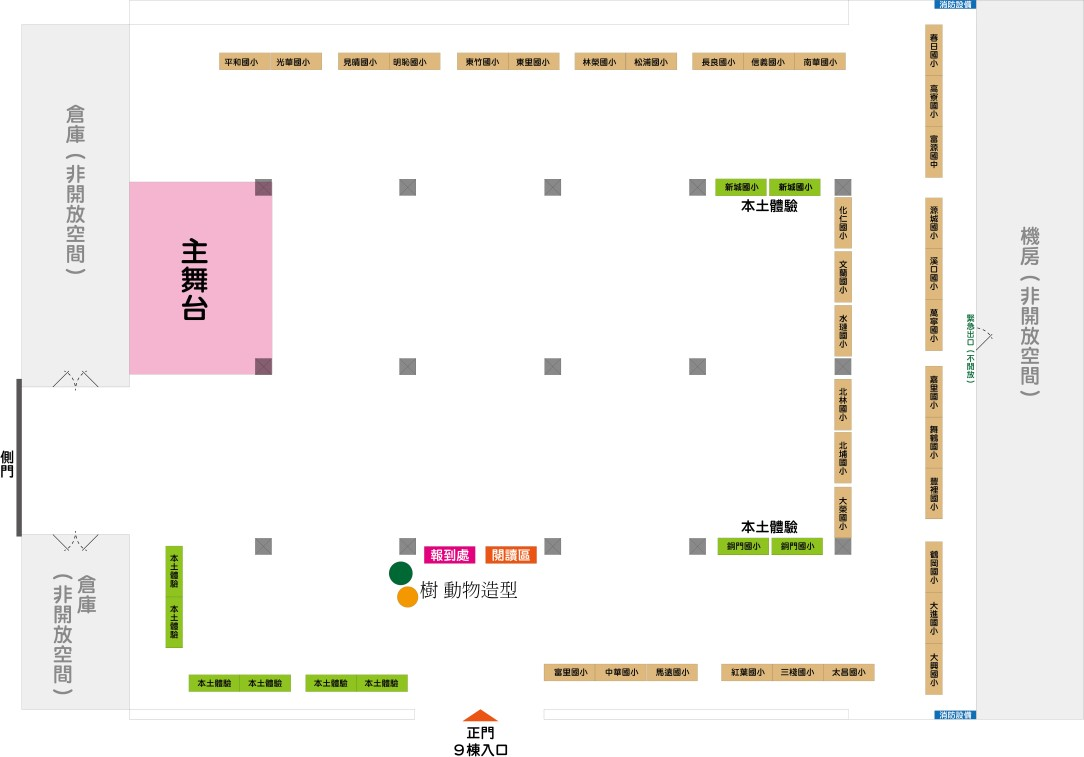 消防設備
平和國小 光華國小
見晴國小 明恥國小
東竹國小 東里國小
林榮國小 松浦國小
長良國小 信義國小 南華國小
春日國小
高寮國小
富源國中
倉庫(非開放空間)
主舞台
新城國小 新城國小
本土體驗
化仁國小
文蘭國小
水璉國小
源城國小
溪口國小
萬寧國小
緊急出口(不開放)
機房(非開放空間)
北林國小
北埔國小
大榮國小
嘉里國小
舞鶴國小
豐裡國小
側門
本土體驗
銅門國小 銅門國小
報到處 閱讀區
樹 動物造型
本土體驗
本土體驗
倉庫
(非開放空間)
鶴岡國小
大進國小
大興國小
富里國小 中華國小 馬遠國小
紅葉國小 三棧國小 太昌國小
本土體驗 本土體驗
本土體驗 本土體驗
消防設備
正門
9棟入口